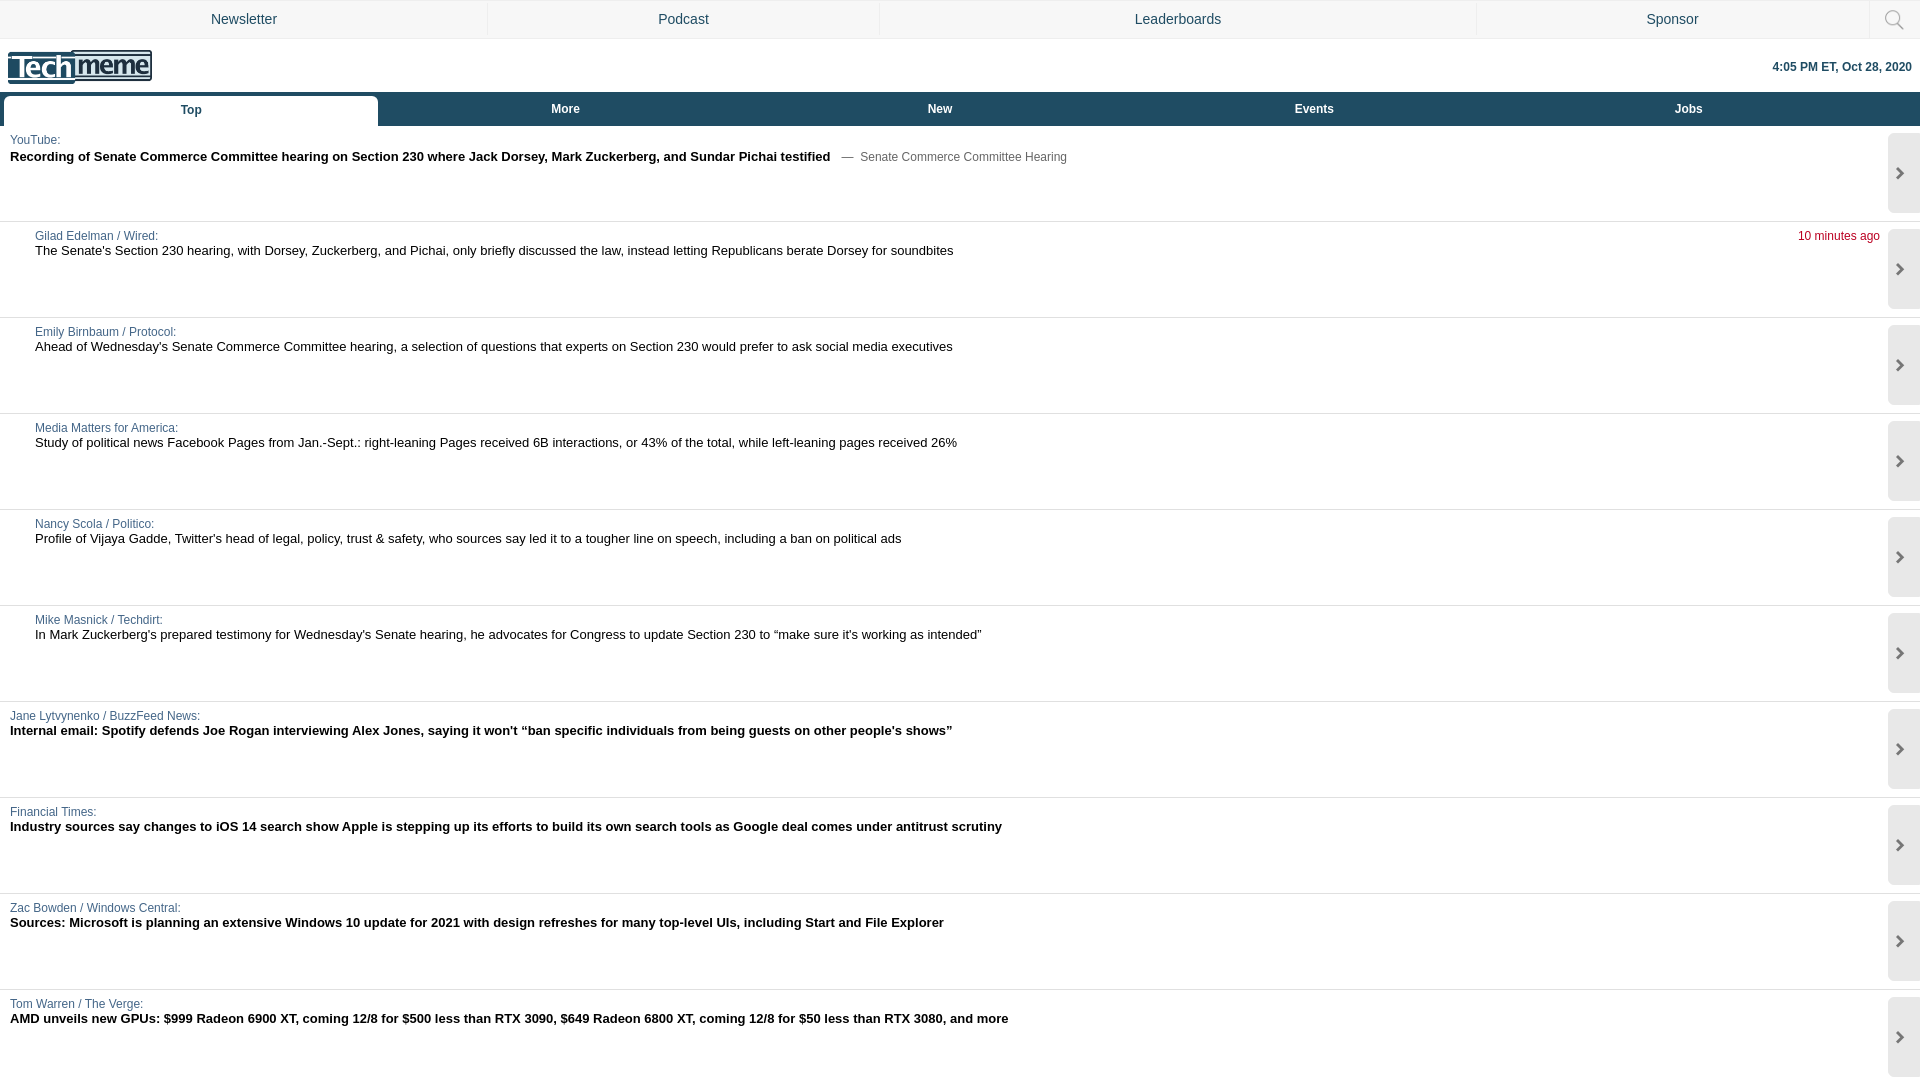 Newsletter
Podcast
Leaderboards
Sponsor
Techmeme
4:05 PM ET, Oct 28, 2020
Top
More
New
Events
Jobs
YouTube:
Recording of Senate Commerce Committee hearing on Section 230 where Jack Dorsey, Mark Zuckerberg, and Sundar Pichai testified — Senate Commerce Committee Hearing
Gilad Edelman / Wired:
10 minutes ago
The Senate's Section 230 hearing, with Dorsey, Zuckerberg, and Pichai, only briefly discussed the law, instead letting Republicans berate Dorsey for soundbites
Emily Birnbaum / Protocol:
Ahead of Wednesday's Senate Commerce Committee hearing, a selection of questions that experts on Section 230 would prefer to ask social media executives
Media Matters for America:
Study of political news Facebook Pages from Jan.-Sept.: right-leaning Pages received 6B interactions, or 43% of the total, while left-leaning pages received 26%
Nancy Scola / Politico:
Profile of Vijaya Gadde, Twitter's head of legal, policy, trust & safety, who sources say led it to a tougher line on speech, including a ban on political ads
Mike Masnick / Techdirt:
In Mark Zuckerberg's prepared testimony for Wednesday's Senate hearing, he advocates for Congress to update Section 230 to “make sure it's working as intended”
Jane Lytvynenko / BuzzFeed News:
Internal email: Spotify defends Joe Rogan interviewing Alex Jones, saying it won't “ban specific individuals from being guests on other people's shows”
Financial Times:
Industry sources say changes to iOS 14 search show Apple is stepping up its efforts to build its own search tools as Google deal comes under antitrust scrutiny
Zac Bowden / Windows Central:
Sources: Microsoft is planning an extensive Windows 10 update for 2021 with design refreshes for many top-level UIs, including Start and File Explorer
Tom Warren / The Verge:
AMD unveils new GPUs: $999 Radeon 6900 XT, coming 12/8 for $500 less than RTX 3090, $649 Radeon 6800 XT, coming 12/8 for $50 less than RTX 3080, and more